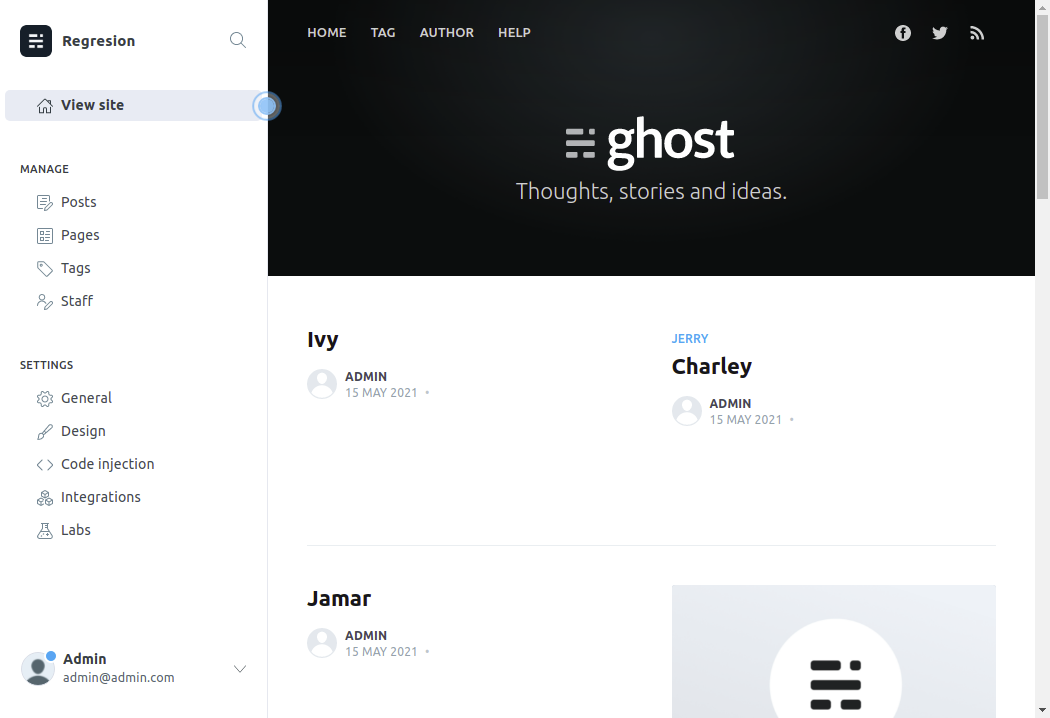 Regresion
View site
MANAGE
Posts
Pages
Tags
Staff
SETTINGS
General
Design
Code injection
Integrations
Labs
Admin
admin@admin.com
HOME TAG AUTHOR HELP
ghost
Thoughts, stories and ideas.
Ivy
ADMIN
15 MAY 2021 •
JERRY
Charley
ADMIN
15 MAY 2021 •
Jamar
ADMIN
15 MAY 2021 •